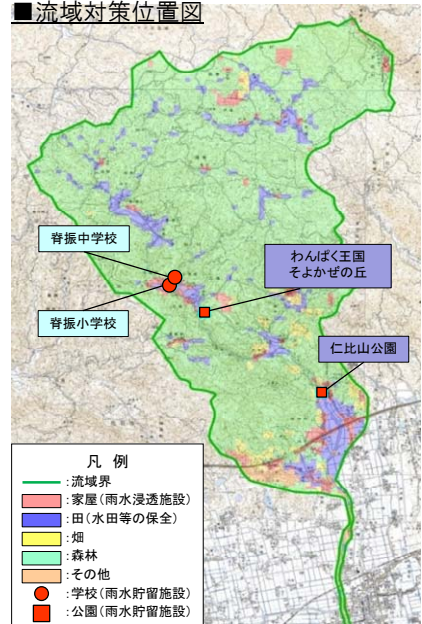 ■流域対策位置図
脊振中学校
わんぱく王国
そよかぜの丘
脊振小学校
仁比山公園
凡 例
:流域界
:家屋(雨水浸透施設)
:田(水田等の保全)
:畑
:森林
:その他
:学校(雨水貯留施設)
:公園(雨水貯留施設)